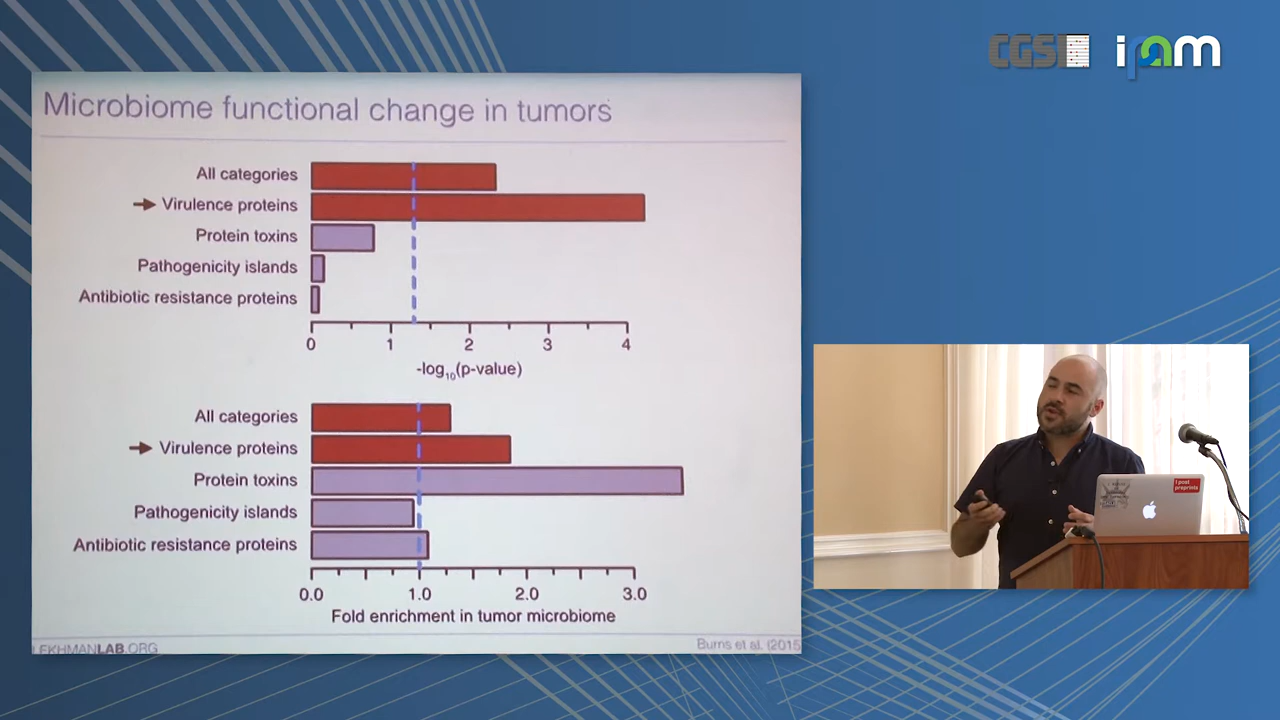 CGSI
ipam
Microbiome functional change in tumors
All categories
Virulence proteins
Protein toxins
Pathogenicity islands
Antibiotic resistance proteins
0 1 2 3 4
-log10(p-value)
All categories
Virulence proteins
Protein toxins
Pathogenicity islands
Antibiotic resistance proteins
0.0 1.0 2.0 3.0
Fold enrichment in tumor microbiome
EKHMANLAB.ORG
Burns et al. (2015
I post
preprints